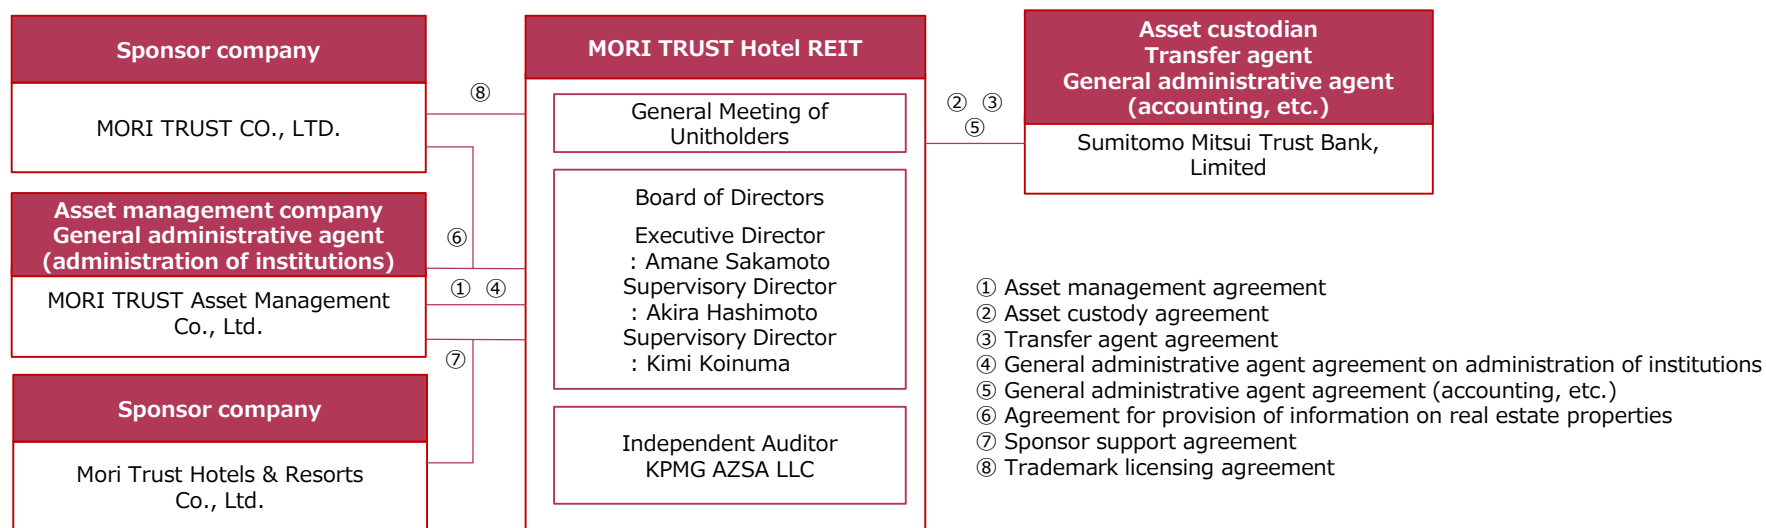 Sponsor company
MORI TRUST CO., LTD.
⑧
Asset management company
General administrative agent
(administration of institutions)
MORI TRUST Asset Management
Co., Ltd.
⑥
① ④
⑦
Sponsor company
Mori Trust Hotels & Resorts
Co., Ltd.
MORI TRUST Hotel REIT
General Meeting of
Unitholders
Board of Directors
Executive Director
: Amane Sakamoto
Supervisory Director
: Akira Hashimoto
Supervisory Director
: Kimi Koinuma
Independent Auditor
KPMG AZSA LLC
② ③
⑤
Asset custodian
Transfer agent
General administrative agent
(accounting, etc.)
Sumitomo Mitsui Trust Bank,
Limited
① Asset management agreement
② Asset custody agreement
③ Transfer agent agreement
④ General administrative agent agreement on administration of institutions
⑤ General administrative agent agreement (accounting, etc.)
⑥ Agreement for provision of information on real estate properties
⑦ Sponsor support agreement
⑧ Trademark licensing agreement